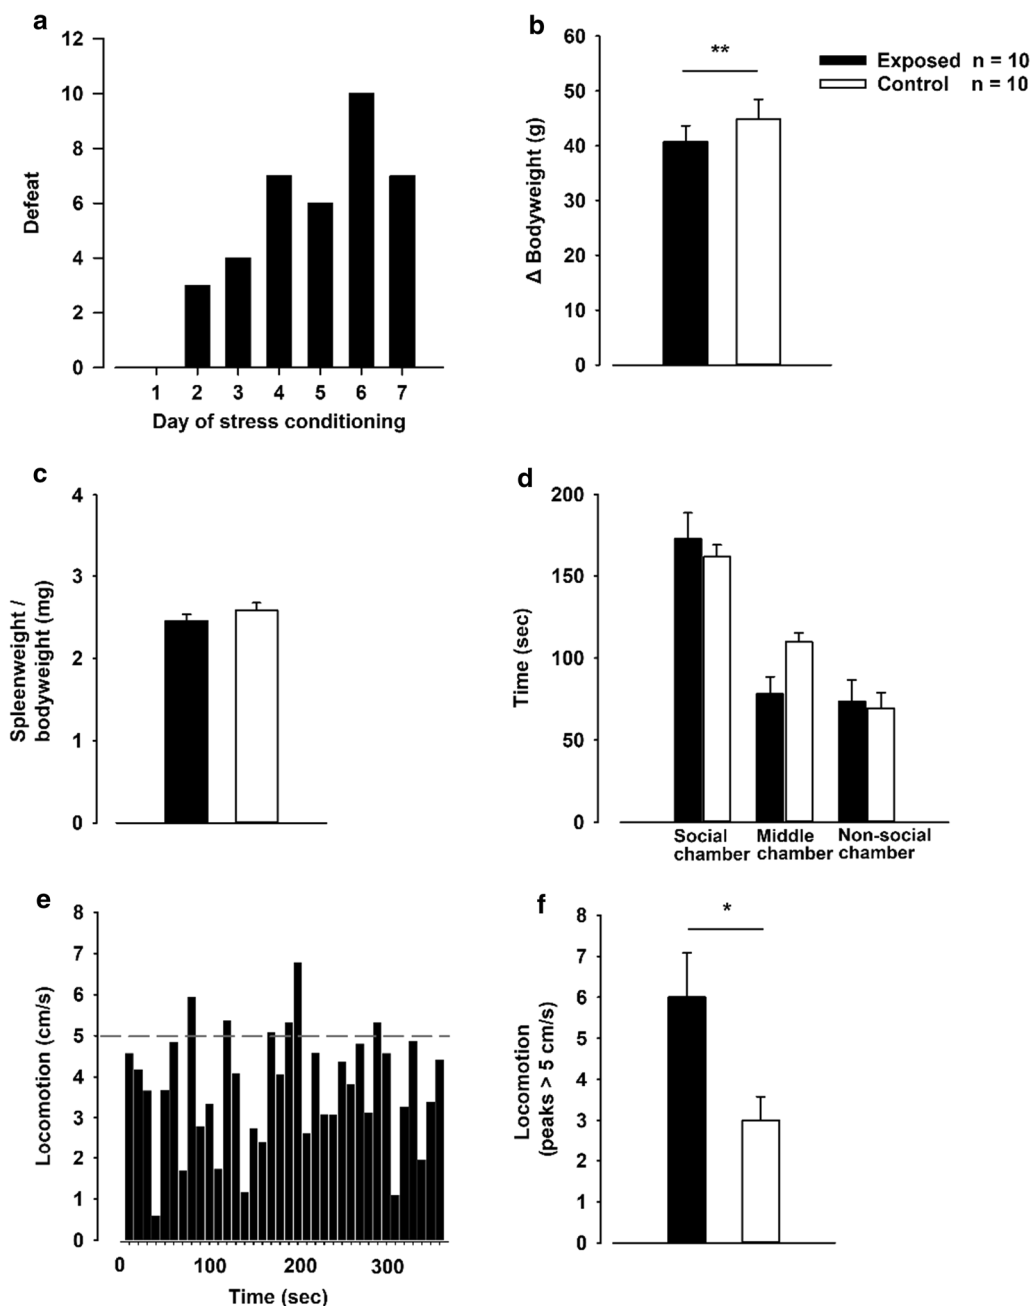 a
12
10
8
6
4
2
0
Defeat
1 2 3 4 5 6 7
Day of stress conditioning
b
60
50
40
30
20
10
0
Δ Bodyweight (g)
**
Exposed n = 10
Control n = 10
c
4
3
2
1
0
Spleenweight /
bodyweight (mg)
d
200
150
100
50
0
Time (sec)
Social Middle Non-social
chamber chamber chamber
e
8
7
6
5
4
3
2
1
0
Locomotion (cm/s)
0 100 200 300
Time (sec)
f
8
7
6
5
4
3
2
1
0
Locomotion
(peaks > 5 cm/s)
*